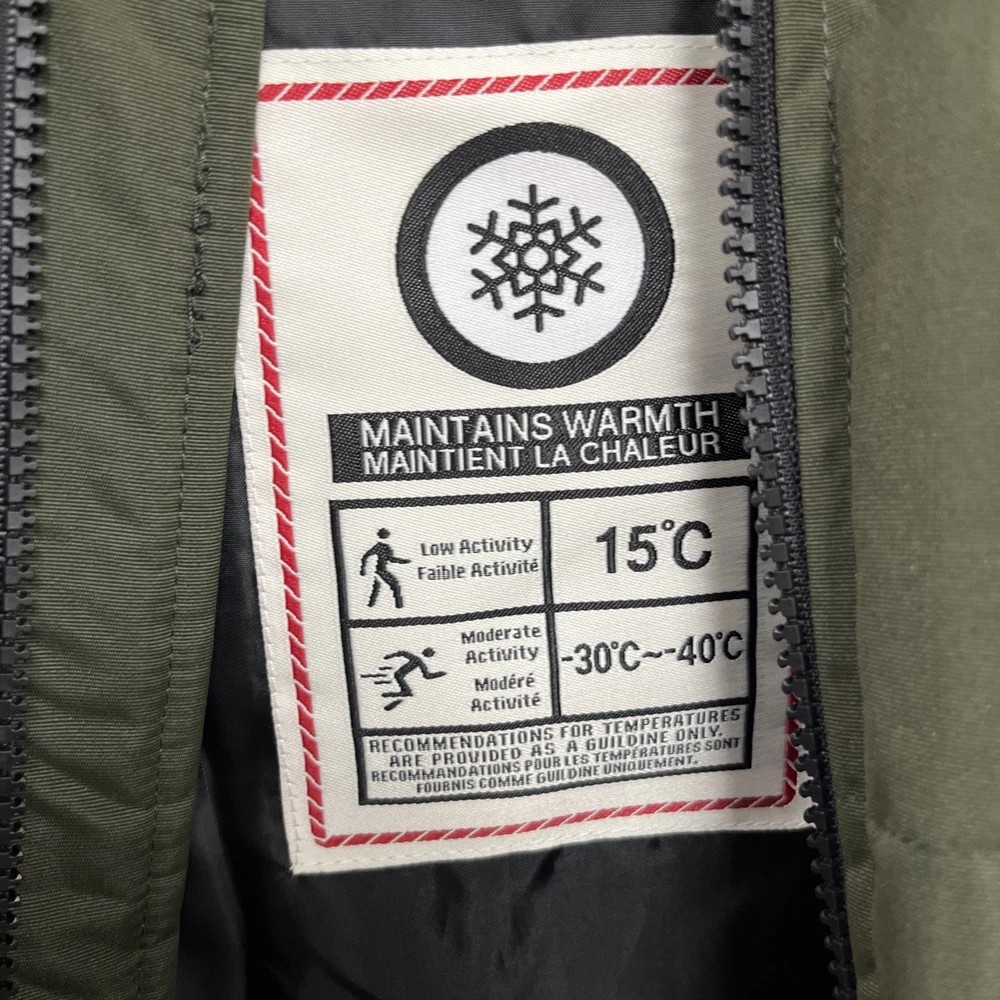 MAINTAINS WARMTH
MAINTIENT LA CHALEUR
Low Activity
Faible Activité
15°C
Moderate
Activity
Modéré
Activité
-30°C~-40°C
RECOMMENDATIONS FOR TEMPERATURES
ARE PROVIDED AS A GUILDINE ONLY.
RECOMMANDATIONS POUR LES TEMPÉRATURES SONT
FOURNIS COMME GUILDINE UNIQUEMENT.